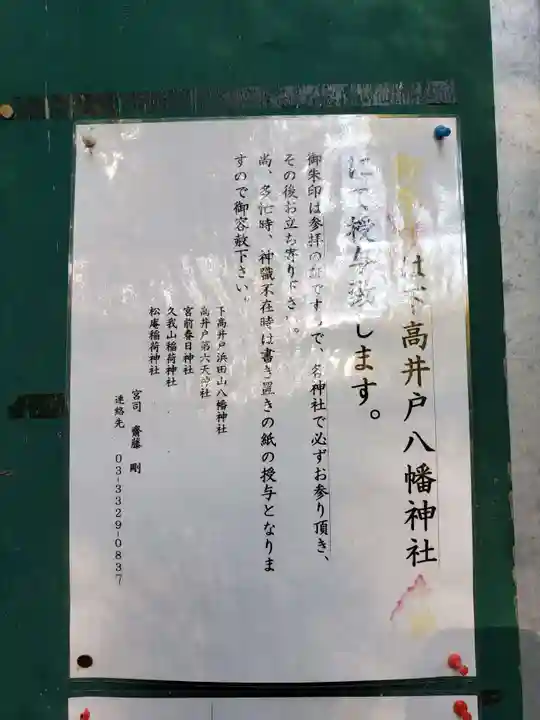 は下高井戸八幡神社
にて授与致します。
御朱印は参拝の証ですので、各神社で必ずお参り頂き、
その後お立ち寄り下さい。
尚、多忙時、神職不在時は書き置きの紙の授与となりま
すので御容赦下さい。
下高井戸浜田山八幡神社
高井戸第六天神社
宮前春日神社
久我山稲荷神社
松庵稲荷神社
宮司 齋藤 剛
連絡先 03-3329-0837